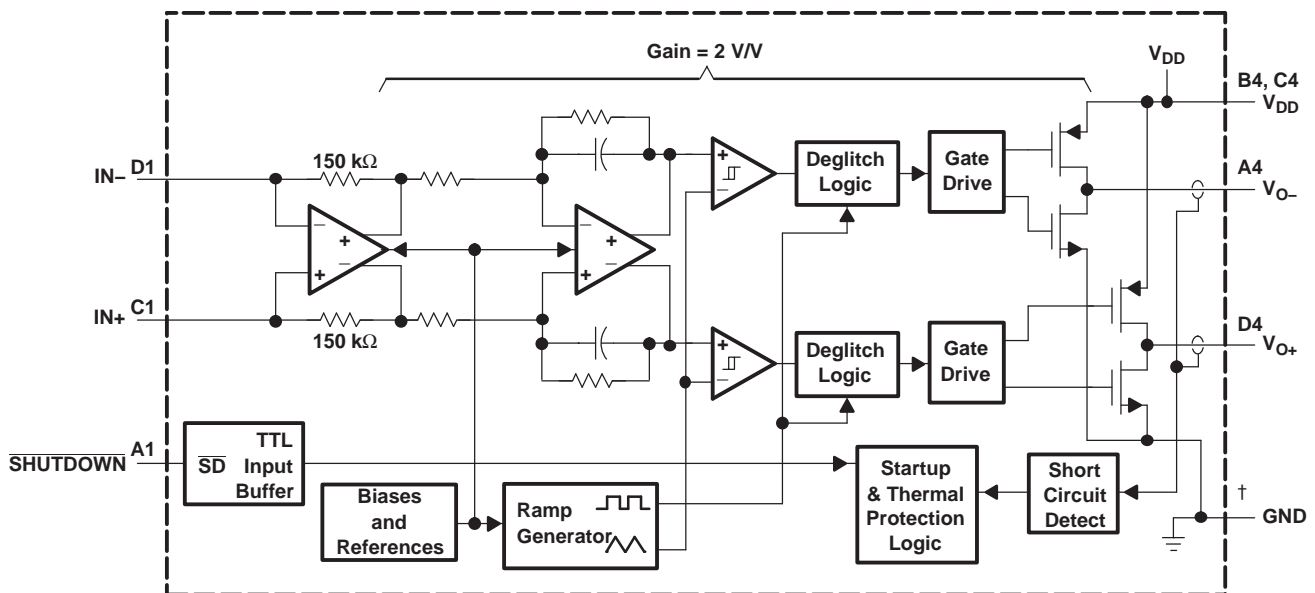 Gain = 2 V/V
VDD
B4, C4
VDD
IN− D1
150 kΩ
+
−
Deglitch
Logic
Gate
Drive
A4
VO−
−
+
−
+
−
+
−
+
IN+ C1
150 kΩ
+
−
Deglitch
Logic
Gate
Drive
D4
VO+
SHUTDOWN A1
SD
TTL
Input
Buffer
Biases
and
References
Ramp
Generator
Startup
& Thermal
Protection
Logic
Short
Circuit
Detect
†
GND